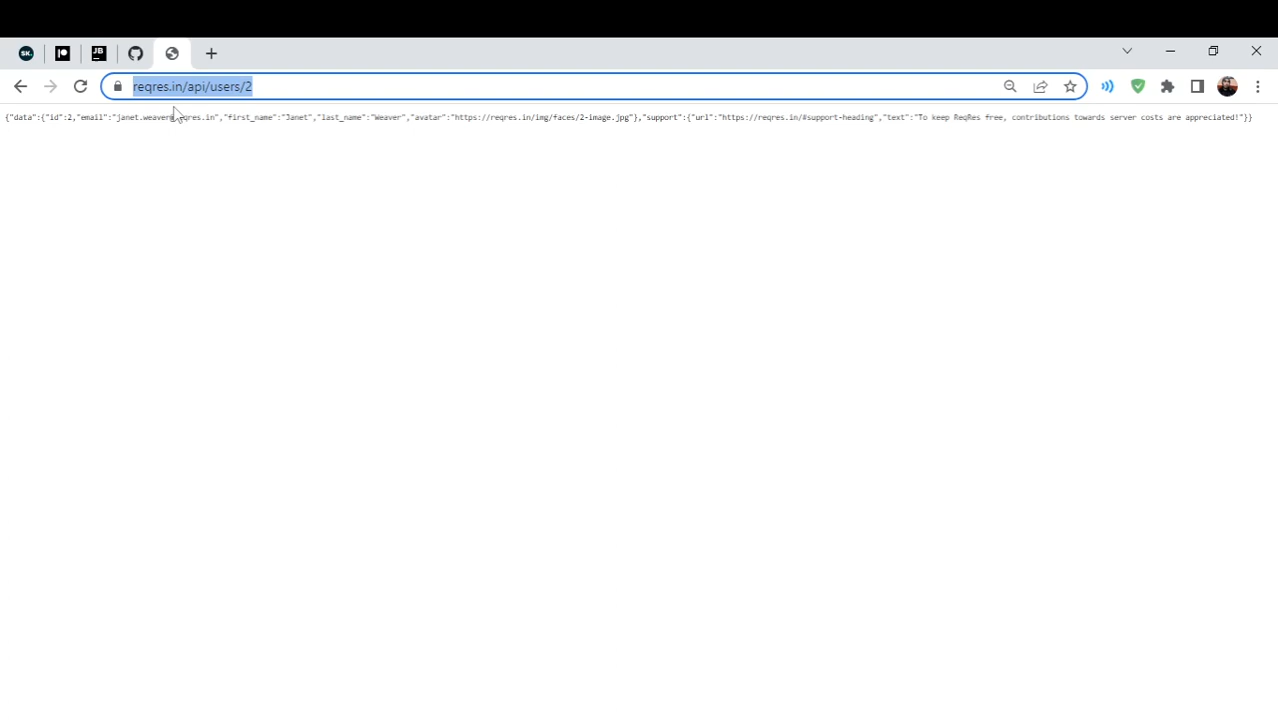 SK.
JB
reqres.in/api/users/2
{"data":{"id":2,"email":"janet.weaver@reqres.in","first_name":"Janet","last_name":"Weaver","avatar":"https://reqres.in/img/faces/2-image.jpg"},"support":{"url":"https://reqres.in/#support-heading","text":"To keep ReqRes free, contributions towards server costs are appreciated!"}}